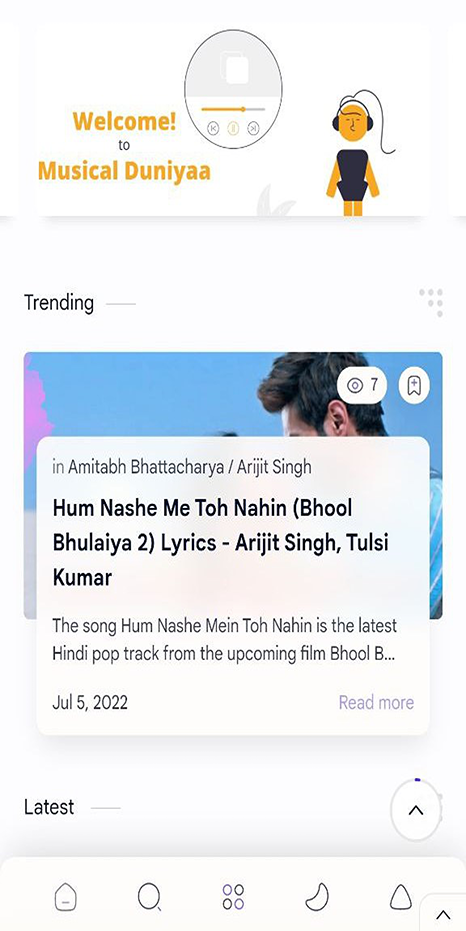 Welcome!
to
Musical Duniyaa
Trending
7
in Amitabh Bhattacharya / Arijit Singh
Hum Nashe Me Toh Nahin (Bhool
Bhulaiya 2) Lyrics - Arijit Singh, Tulsi
Kumar
The song Hum Nashe Mein Toh Nahin is the latest
Hindi pop track from the upcoming film Bhool B...
Jul 5, 2022
Read more
Latest